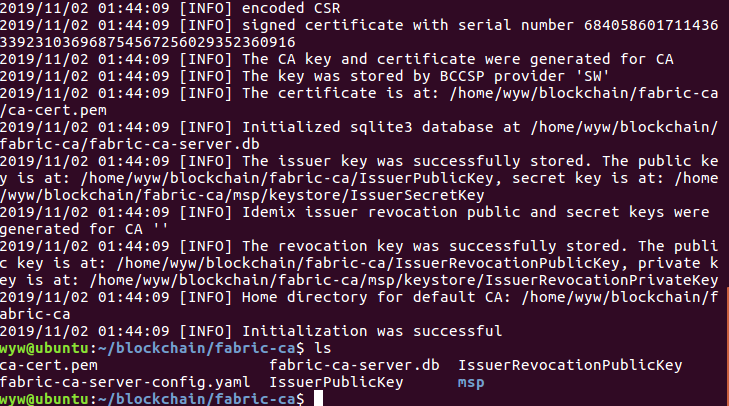 2019/11/02 01:44:09 [INFO] encoded CSR
2019/11/02 01:44:09 [INFO] signed certificate with serial number 684058601711436
339231036968754567256029352360916
2019/11/02 01:44:09 [INFO] The CA key and certificate were generated for CA
2019/11/02 01:44:09 [INFO] The key was stored by BCCSP provider 'SW'
2019/11/02 01:44:09 [INFO] The certificate is at: /home/wyw/blockchain/fabric-ca
/ca-cert.pem
2019/11/02 01:44:09 [INFO] Initialized sqlite3 database at /home/wyw/blockchain/
fabric-ca/fabric-ca-server.db
2019/11/02 01:44:09 [INFO] The issuer key was successfully stored. The public ke
y is at: /home/wyw/blockchain/fabric-ca/IssuerPublicKey, secret key is at: /home
/wyw/blockchain/fabric-ca/msp/keystore/IssuerSecretKey
2019/11/02 01:44:09 [INFO] Idemix issuer revocation public and secret keys were
generated for CA ''
2019/11/02 01:44:09 [INFO] The revocation key was successfully stored. The publi
c key is at: /home/wyw/blockchain/fabric-ca/IssuerRevocationPublicKey, private k
ey is at: /home/wyw/blockchain/fabric-ca/msp/keystore/IssuerRevocationPrivateKey
2019/11/02 01:44:09 [INFO] Home directory for default CA: /home/wyw/blockchain/f
abric-ca
2019/11/02 01:44:09 [INFO] Initialization was successful
wyw@ubuntu:~/blockchain/fabric-ca$ ls
ca-cert.pem fabric-ca-server.db IssuerRevocationPublicKey
fabric-ca-server-config.yaml IssuerPublicKey msp
wyw@ubuntu:~/blockchain/fabric-ca$